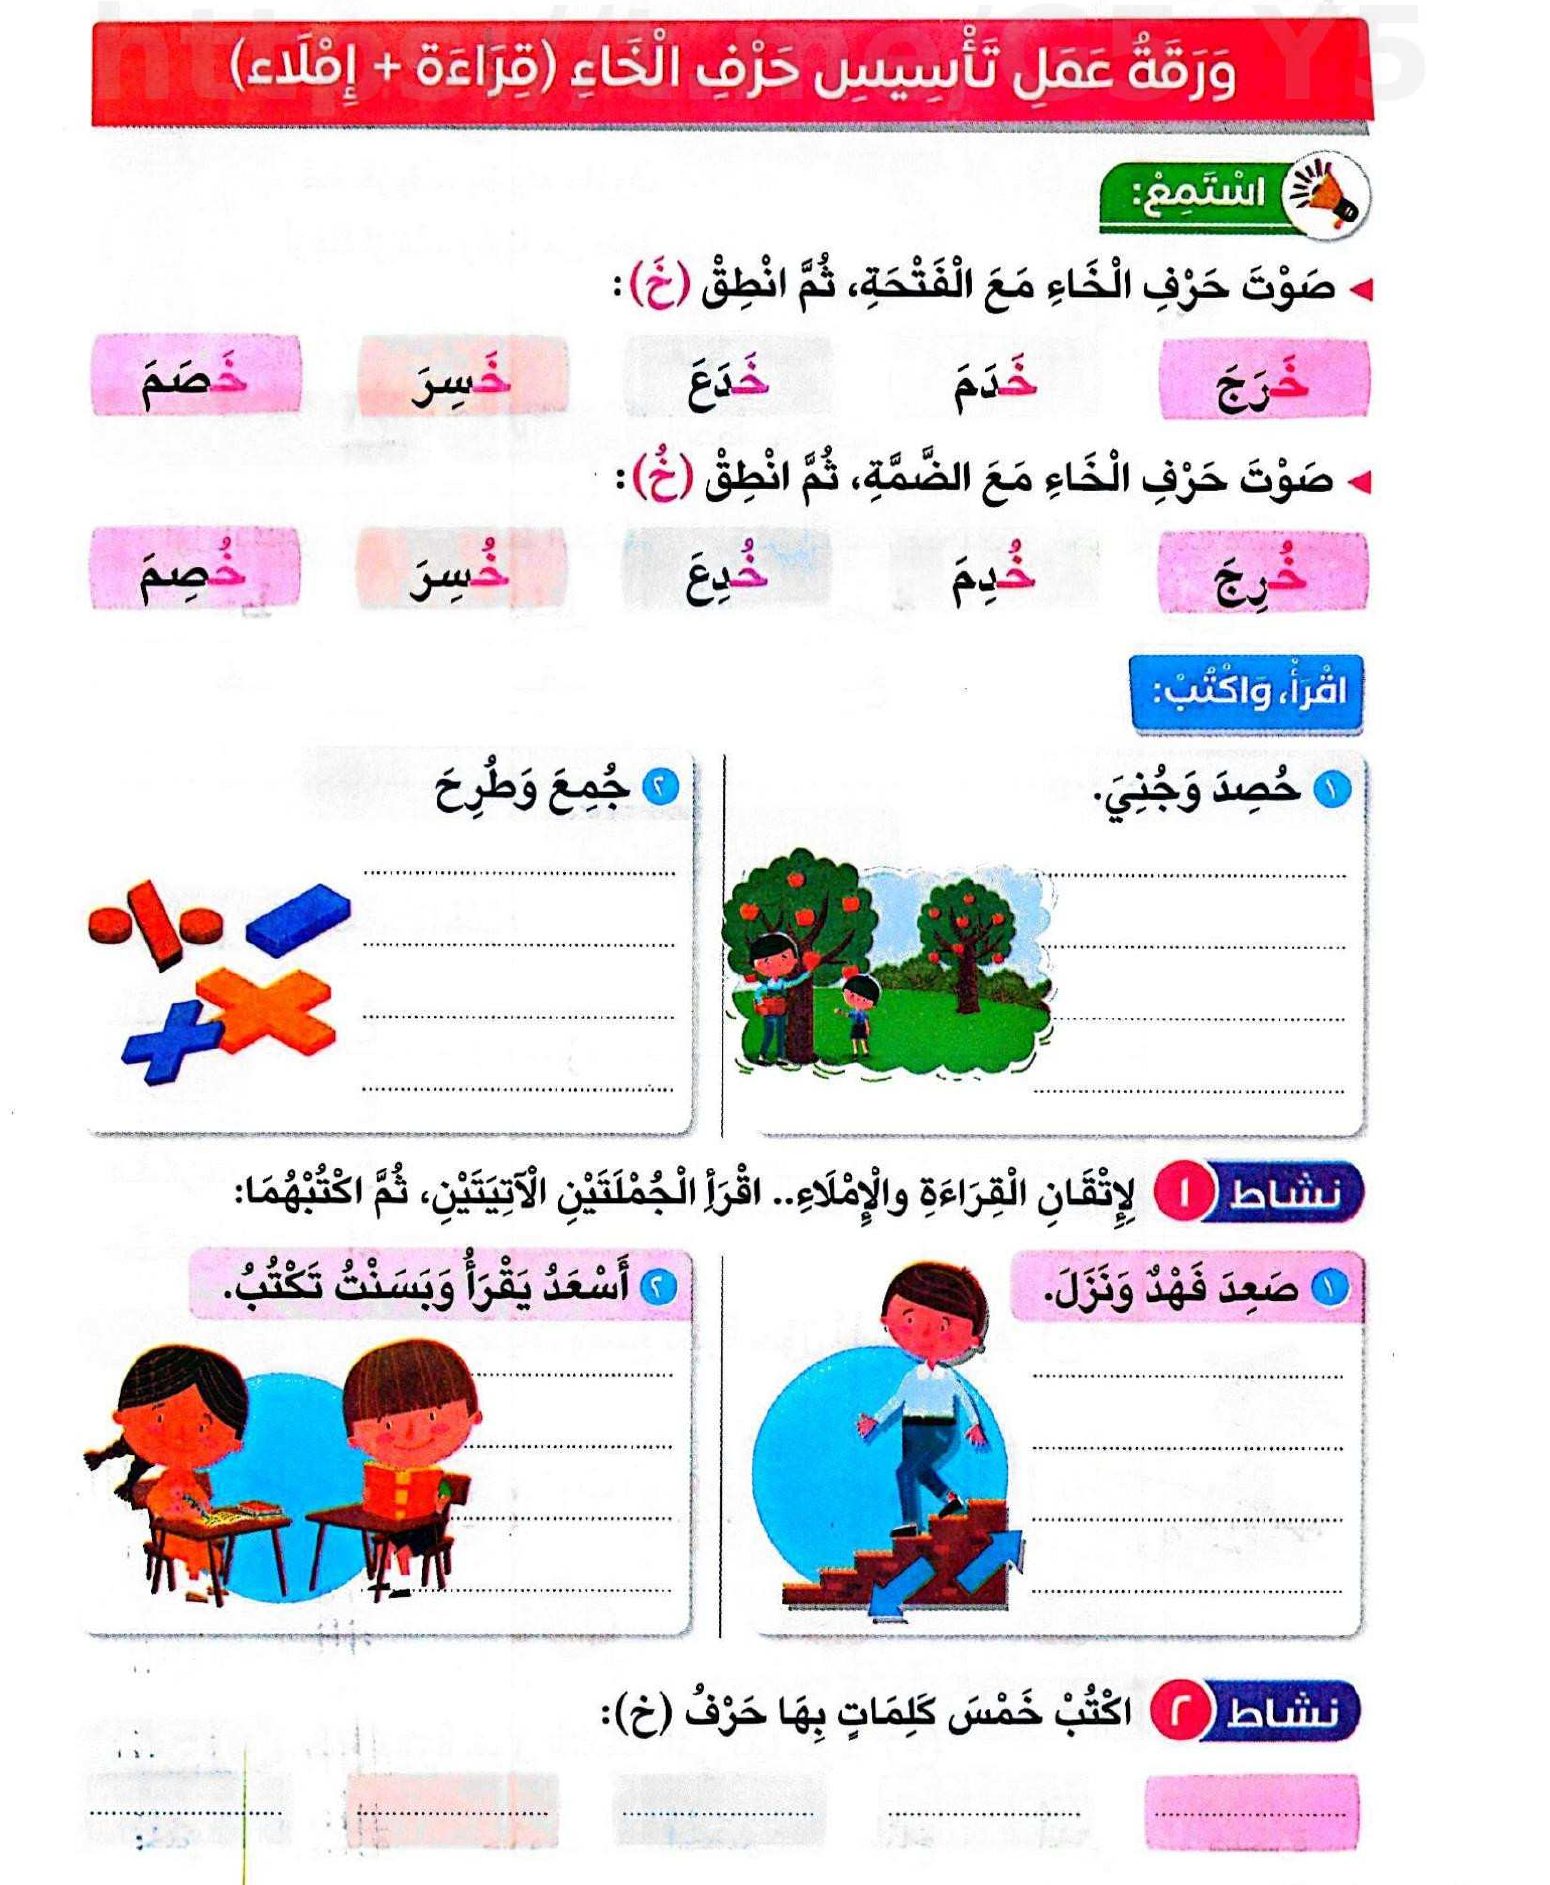 وَرَقَةُ عَمَلِ تَأْسِيسِ حَرْفِ الْخَاءِ (قِرَاءَة + إِمْلَاء)
اسْتَمِعْ:
صَوْتَ حَرْفِ الْخَاءِ مَعَ الْفَتْحَةِ، ثُمَّ انْطِقْ (خَ):
خَرَجَ خَدَمَ خَدَعَ خَسِرَ خَصَمَ
صَوْتَ حَرْفِ الْخَاءِ مَعَ الضَّمَّةِ، ثُمَّ انْطِقْ (خُ):
خُرِجَ خُدِمَ خُدِعَ خُسِرَ خُصِمَ
اقْرَأْ، وَاكْتُبْ:
١ حُصِدَ وَجُنِيَ.
٢ جُمِعَ وَطُرِحَ
نشاط ١ لِإِتْقَانِ الْقِرَاءَةِ والْإِمْلَاءِ.. اقْرَأِ الْجُمْلَتَيْنِ الْآتِيَتَيْنِ، ثُمَّ اكْتُبْهُمَا:
١ صَعِدَ فَهْدٌ وَنَزَلَ.
٢ أَسْعَدُ يَقْرَأُ وَبَسَنْتُ تَكْتُبُ.
نشاط ٢ اكْتُبْ خَمْسَ كَلِمَاتٍ بِهَا حَرْفُ (خ):